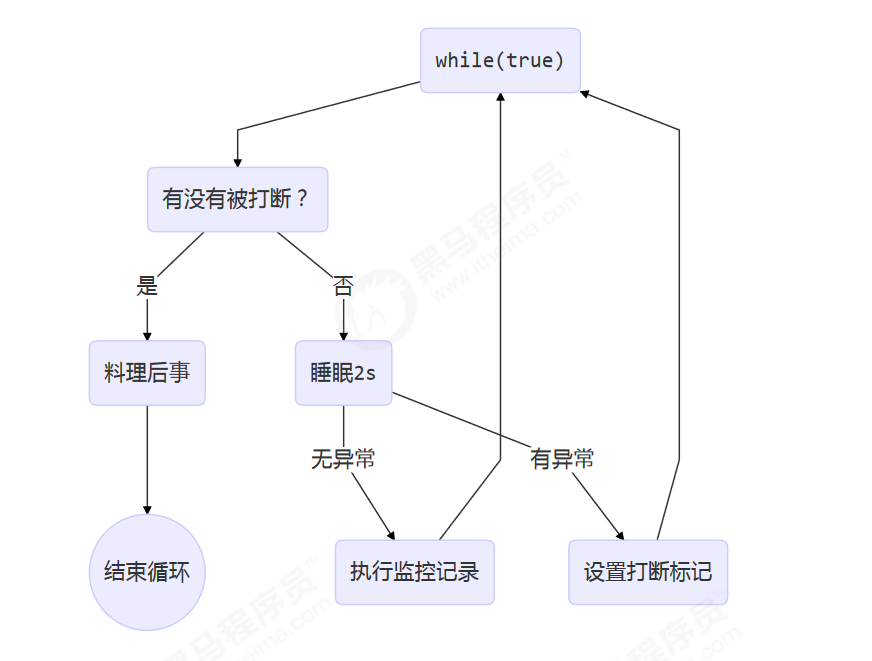 while(true)
有没有被打断？
是
否
料理后事
睡眠2s
无异常
有异常
结束循环
执行监控记录
设置打断标记
黑马程序员
www.itheima.com